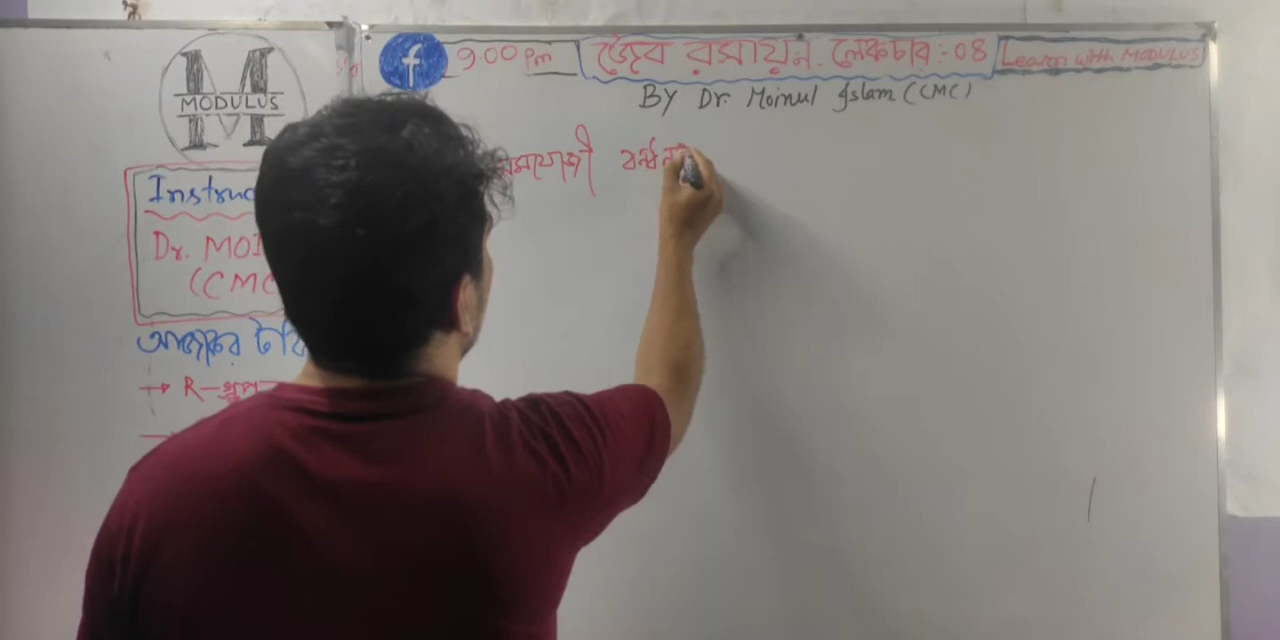 MODULUS
9:00 Pm
জৈব রসায়ন লেকচার :- 08
Learn with MODULUS
By Dr. Moinul Islam (CMC)
সমযোজী বন্ধন
Dr. MOI
(CMC
আজকের টপি
→ R-গ্রুপ